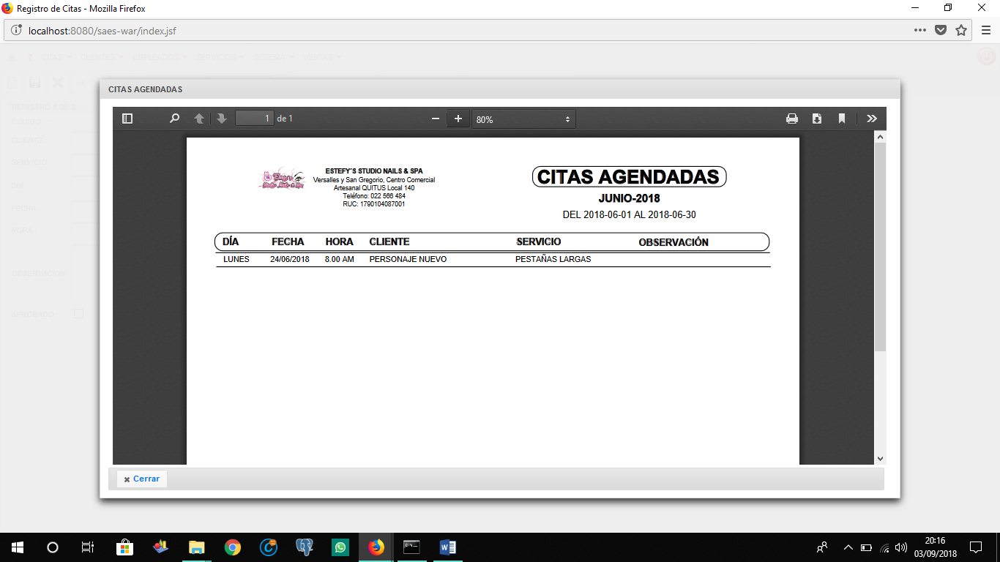 Registro de Citas - Mozilla Firefox
localhost:8080/saes-war/index.jsf
CITAS CLIENTES EMPLEADOS SERVICIOS SISTEMA VENTAS
CITAS AGENDADAS
1 de 1
80%
ESTEFY´S STUDIO NAILS & SPA
Versalles y San Gregorio, Centro Comercial
Artesanal QUITUS Local 140
Teléfono: 022 566 484
RUC: 1790104087001
CITAS AGENDADAS
JUNIO-2018
DEL 2018-06-01 AL 2018-06-30
DÍA FECHA HORA CLIENTE SERVICIO OBSERVACIÓN
LUNES 24/06/2018 8.00 AM PERSONAJE NUEVO PESTAÑAS LARGAS
CLIENTE
SERVICIO
DIA
FECHA
HORA
OBSERVACION
APROBADO
Cerrar
20:16
03/09/2018